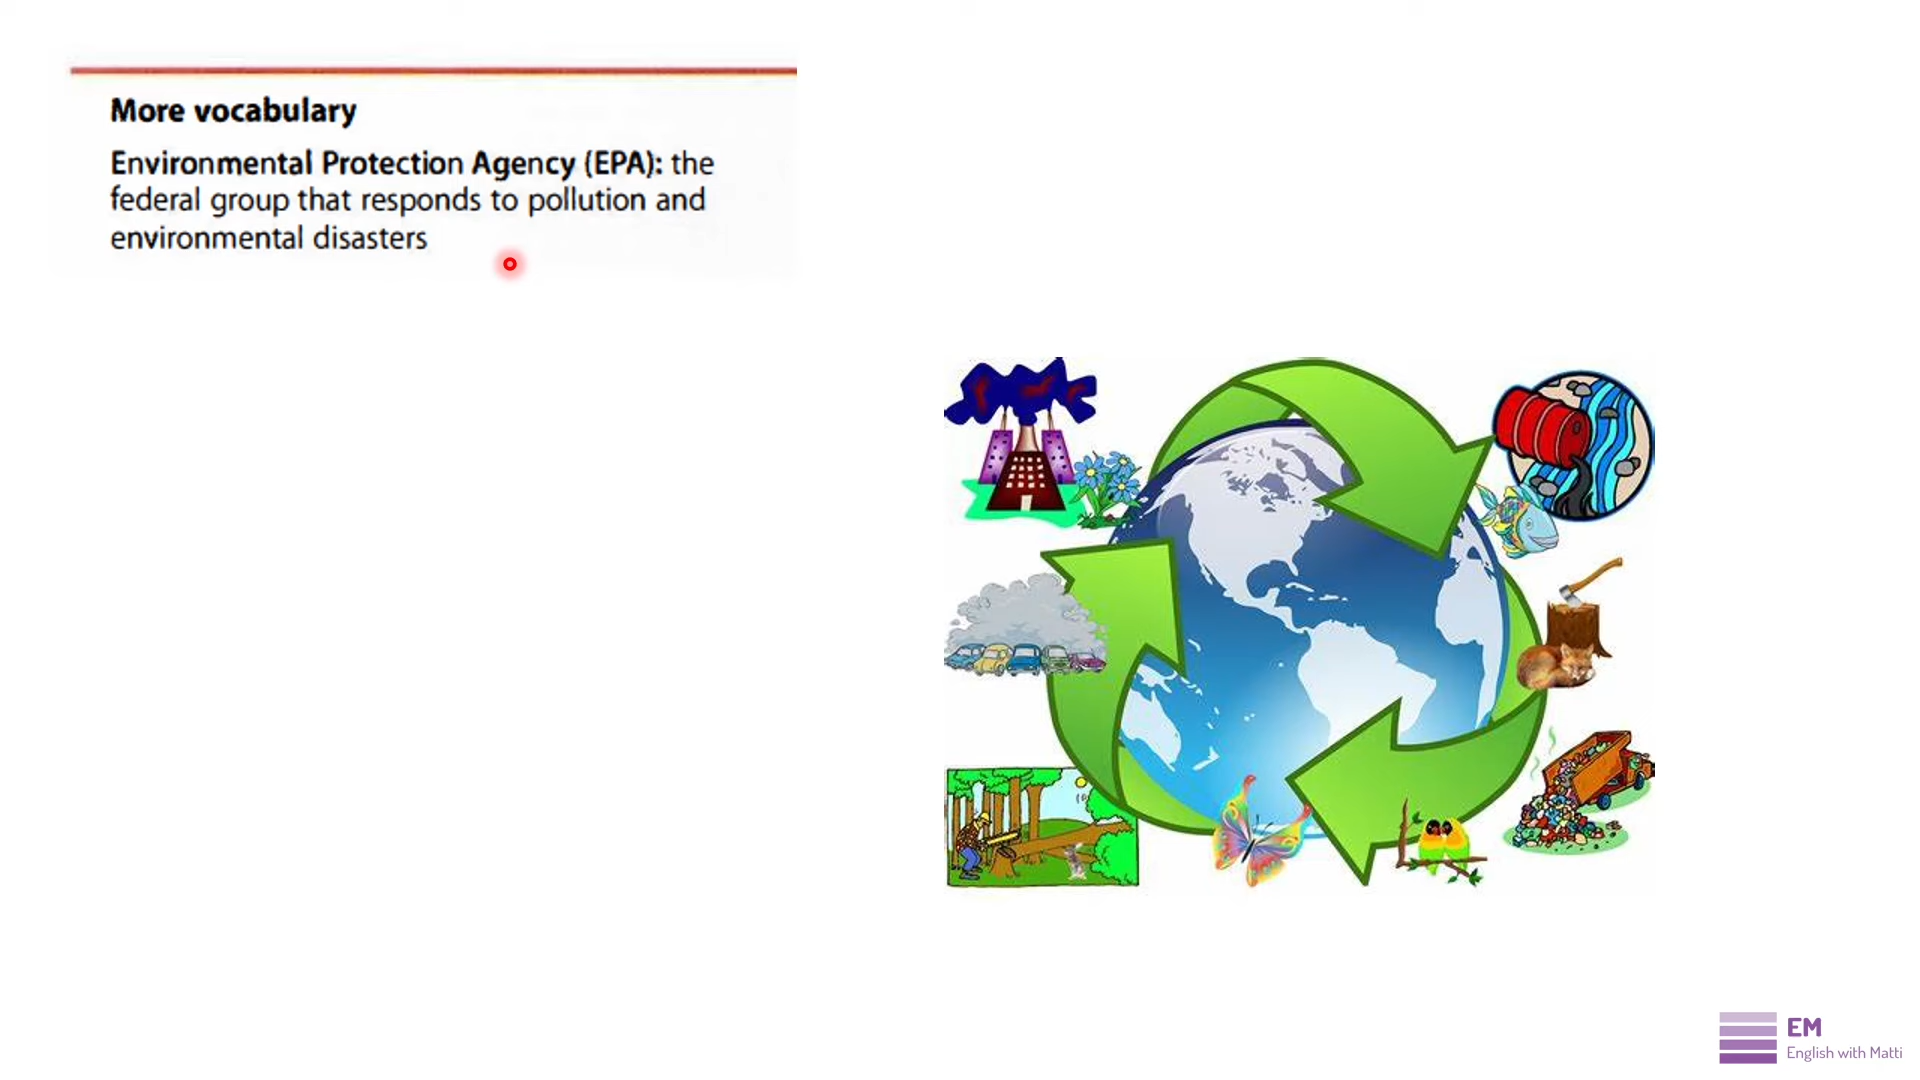 More vocabulary
Environmental Protection Agency (EPA): the
federal group that responds to pollution and
environmental disasters
EM
English with Matti